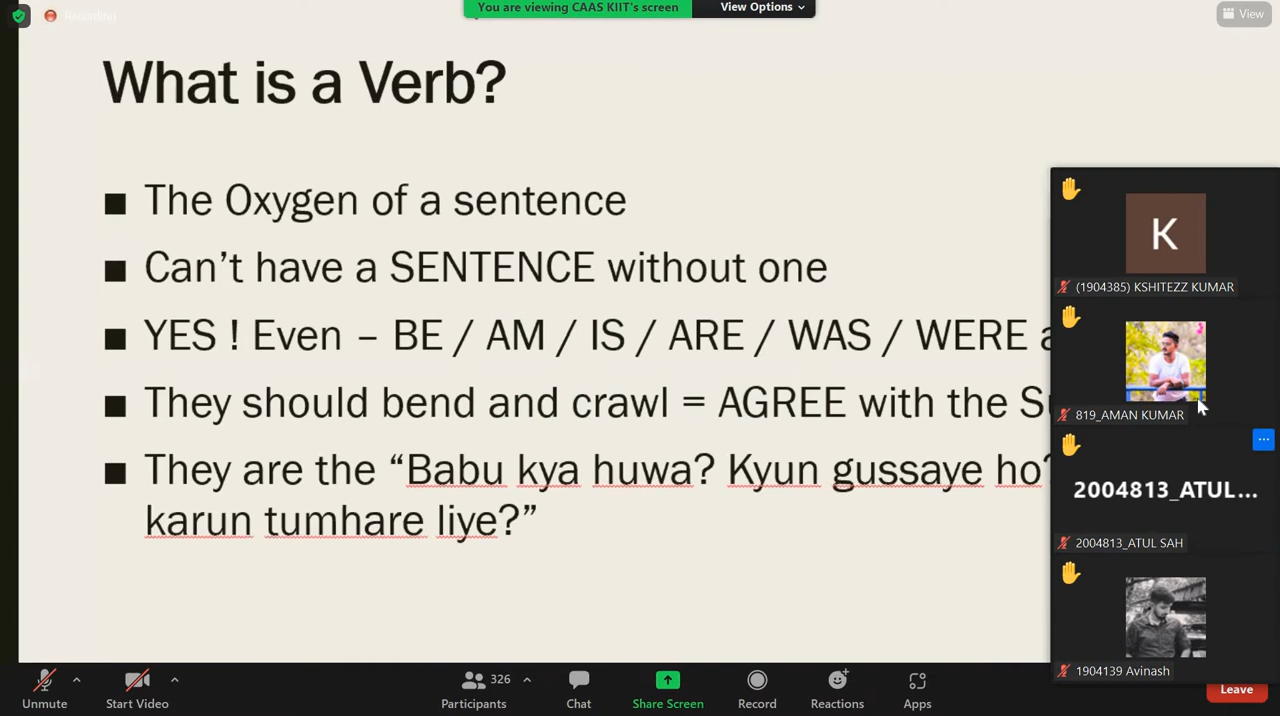 You are viewing CAAS KIIT's screen
View Options
Recording
View
What is a Verb?
The Oxygen of a sentence
Can't have a SENTENCE without one
YES ! Even – BE / AM / IS / ARE / WAS / WERE
They should bend and crawl = AGREE with the
They are the “Babu kya huwa? Kyun gussaye ho?
karun tumhare liye?”
K
(1904385) KSHITEZZ KUMAR
819_AMAN KUMAR
2004813_ATUL...
2004813_ATUL SAH
1904139 Avinash
Unmute
Start Video
326
Participants
Chat
Share Screen
Record
Reactions
Apps
Leave